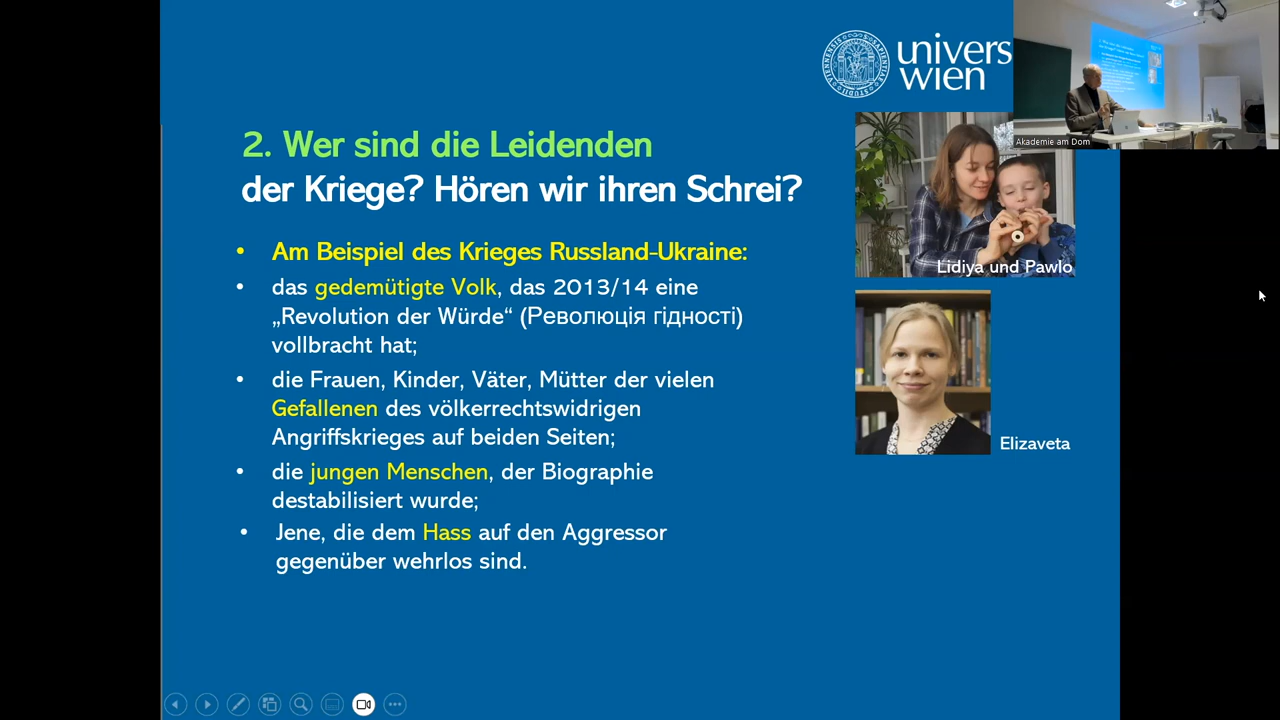 univers
wien
Akademie am Dom
2. Wer sind die Leidenden
der Kriege? Hören wir ihren Schrei?
• Am Beispiel des Krieges Russland-Ukraine:
• das gedemütigte Volk, das 2013/14 eine
„Revolution der Würde“ (Революція гідності)
vollbracht hat;
• die Frauen, Kinder, Väter, Mütter der vielen
Gefallenen des völkerrechtswidrigen
Angriffskrieges auf beiden Seiten;
• die jungen Menschen, der Biographie
destabilisiert wurde;
• Jene, die dem Hass auf den Aggressor
gegenüber wehrlos sind.
Lidiya und Pawlo
Elizaveta